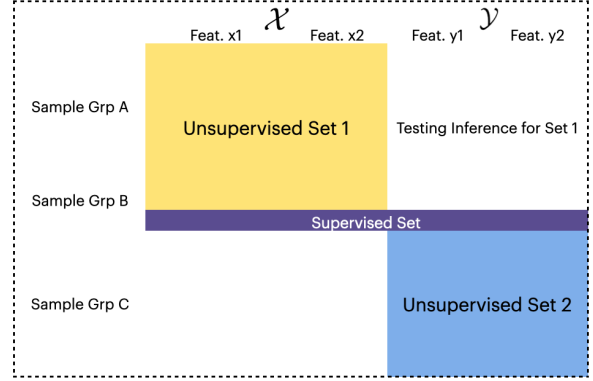 𝒳 𝒴
Feat. x1 Feat. x2 Feat. y1 Feat. y2
Sample Grp A
Unsupervised Set 1 Testing Inference for Set 1
Sample Grp B
Supervised Set
Sample Grp C Unsupervised Set 2